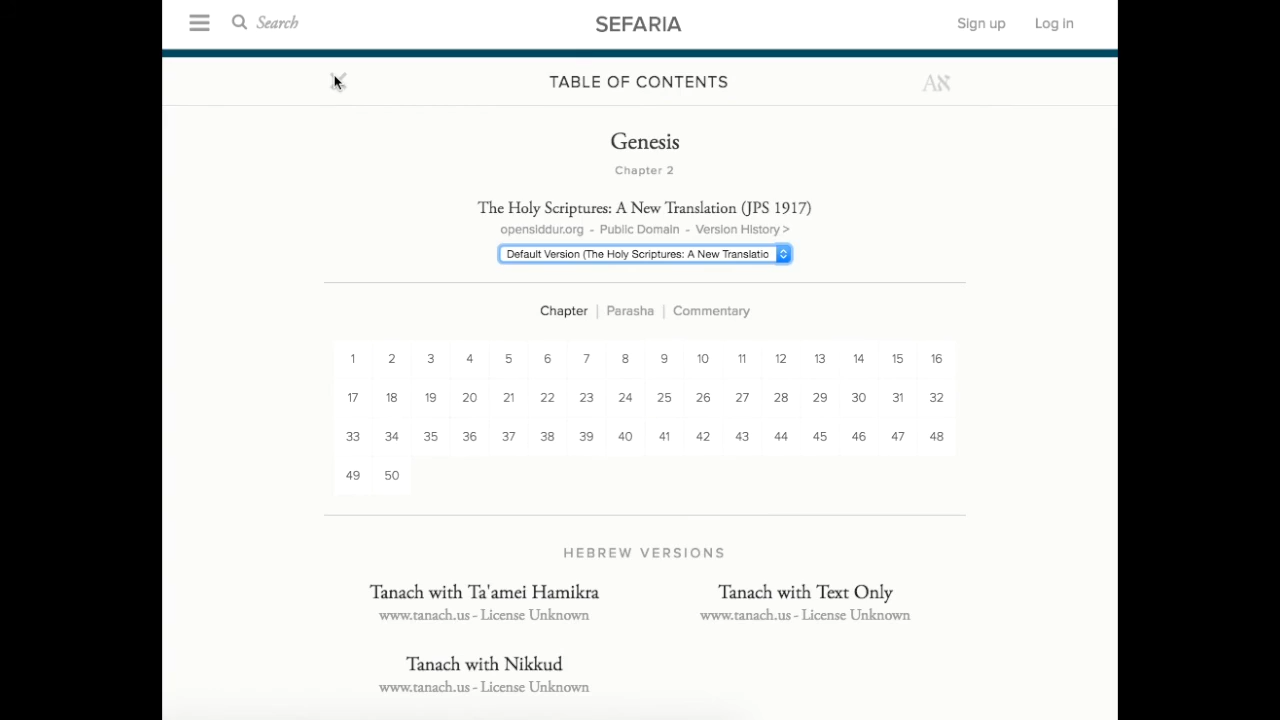 Search
SEFARIA
Sign up
Log in
TABLE OF CONTENTS
Aא
Genesis
Chapter 2
The Holy Scriptures: A New Translation (JPS 1917)
opensiddur.org - Public Domain - Version History >
Default Version (The Holy Scriptures: A New Translatio
Chapter | Parasha | Commentary
1 2 3 4 5 6 7 8 9 10 11 12 13 14 15 16
17 18 19 20 21 22 23 24 25 26 27 28 29 30 31 32
33 34 35 36 37 38 39 40 41 42 43 44 45 46 47 48
49 50
HEBREW VERSIONS
Tanach with Ta'amei Hamikra
www.tanach.us - License Unknown
Tanach with Text Only
www.tanach.us - License Unknown
Tanach with Nikkud
www.tanach.us - License Unknown